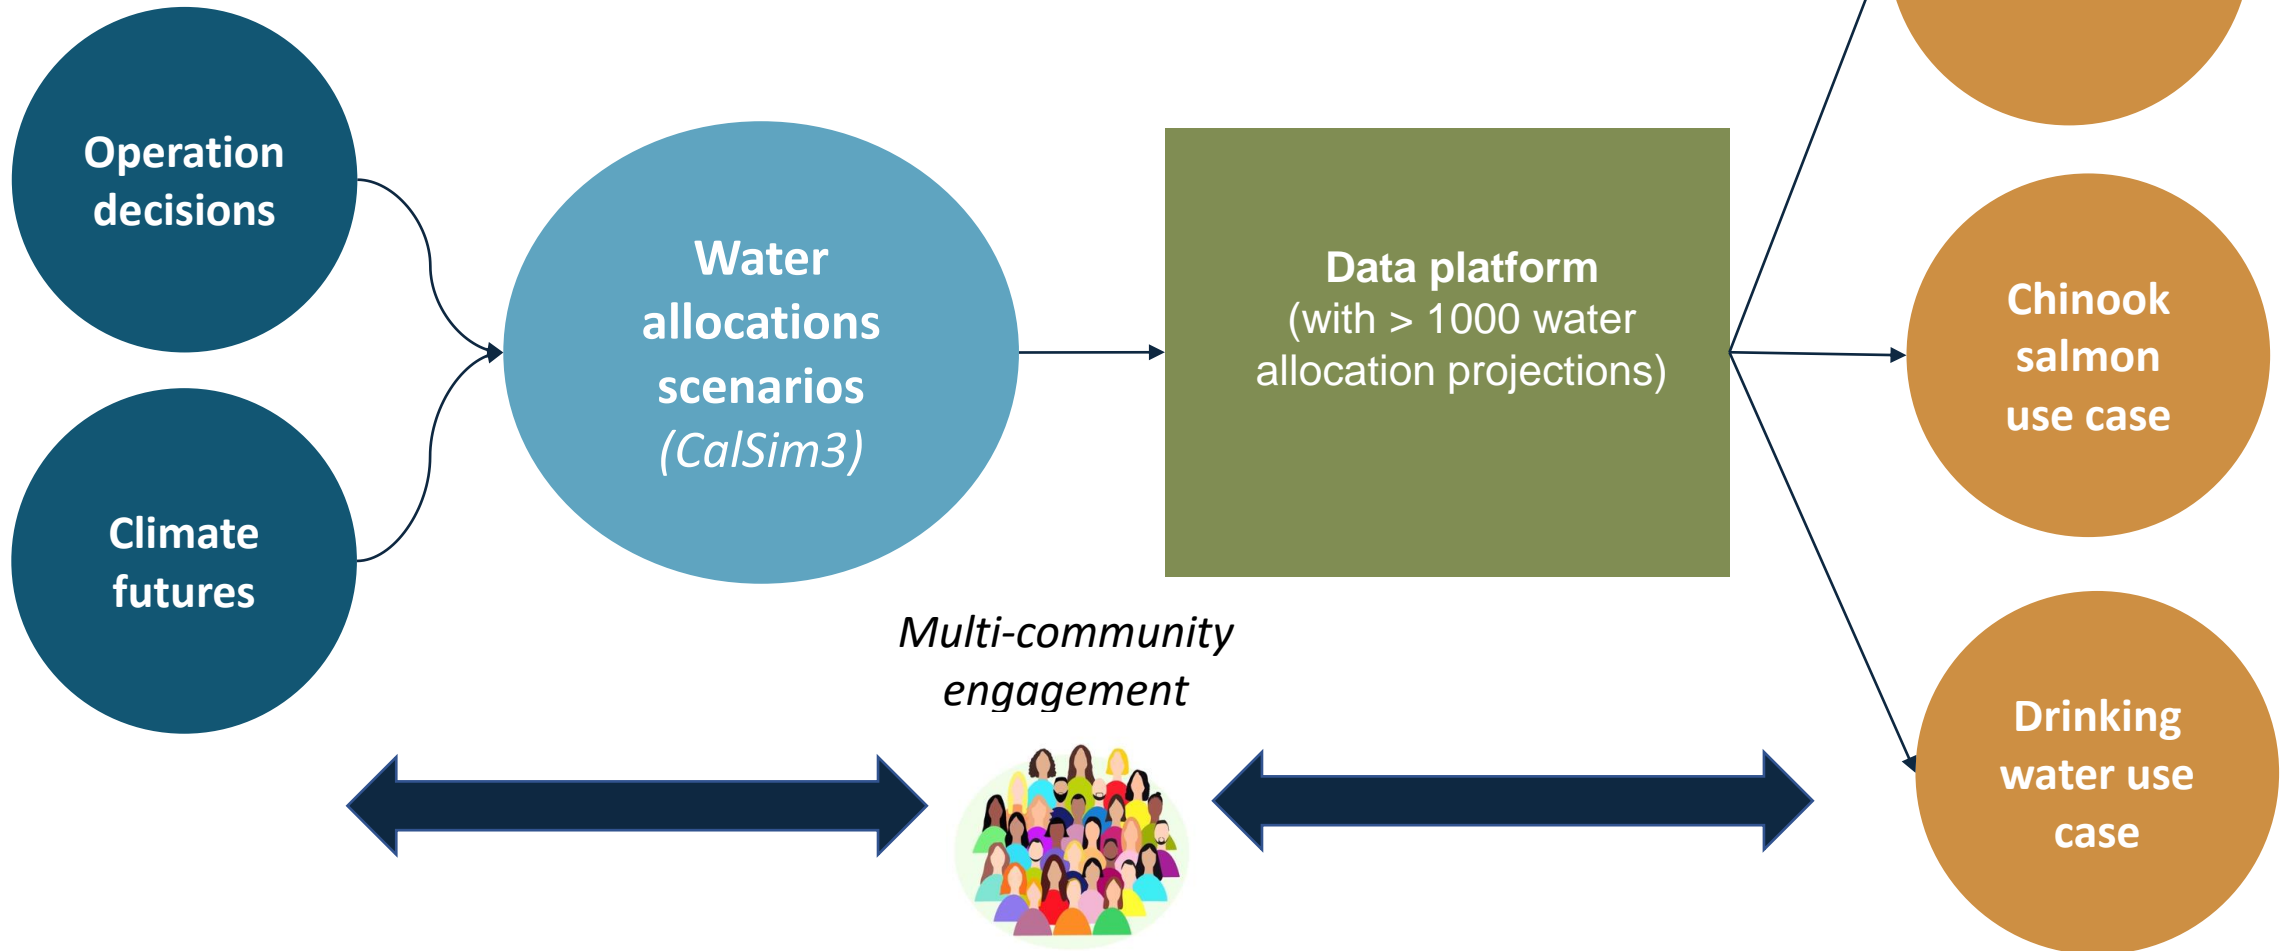 Operation
decisions
Climate
futures
Water
allocations
scenarios
(CalSim3)
Data platform
(with > 1000 water
allocation projections)
Chinook
salmon
use case
Drinking
water use
case
Multi-community
engagement